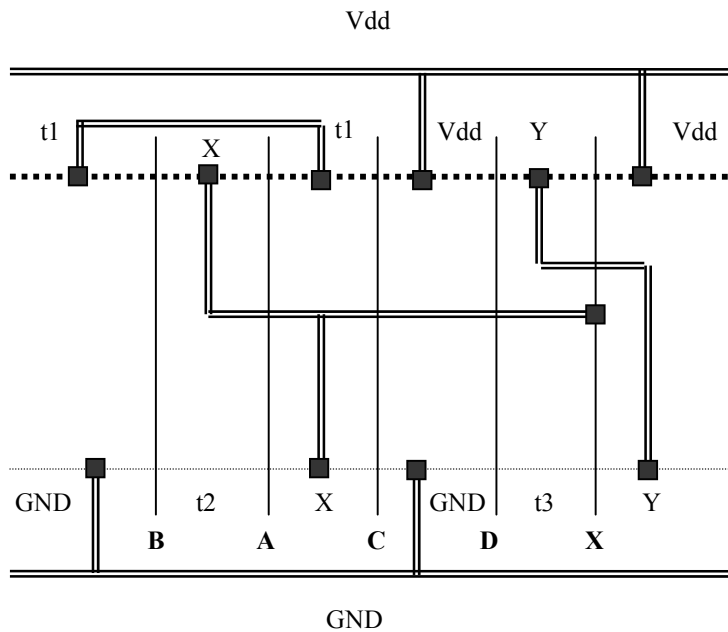 Vdd
t1 X t1 Vdd Y Vdd
GND t2 X GND t3 Y
B A C D X
GND